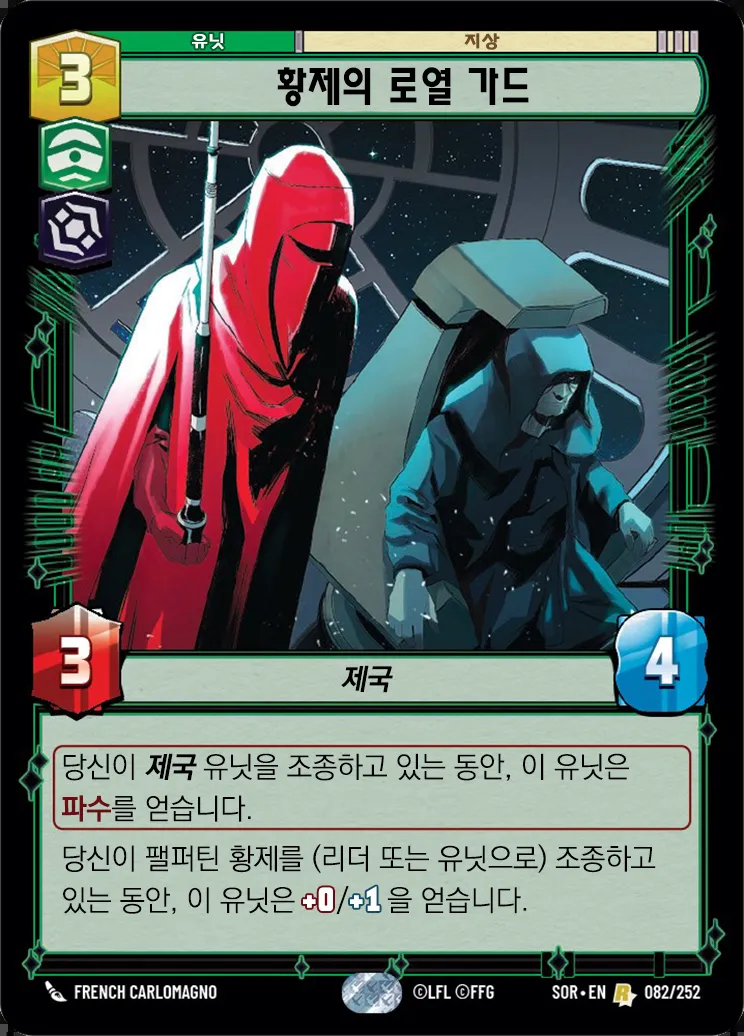 유닛
지상
3
황제의 로열 가드
3
제국
4
당신이 제국 유닛을 조종하고 있는 동안, 이 유닛은
파수를 얻습니다.
당신이 팰퍼틴 황제를 (리더 또는 유닛으로) 조종하고
있는 동안, 이 유닛은 +0/+1 을 얻습니다.
FRENCH CARLOMAGNO
©LFL ©FFG
SOR • EN R 082/252